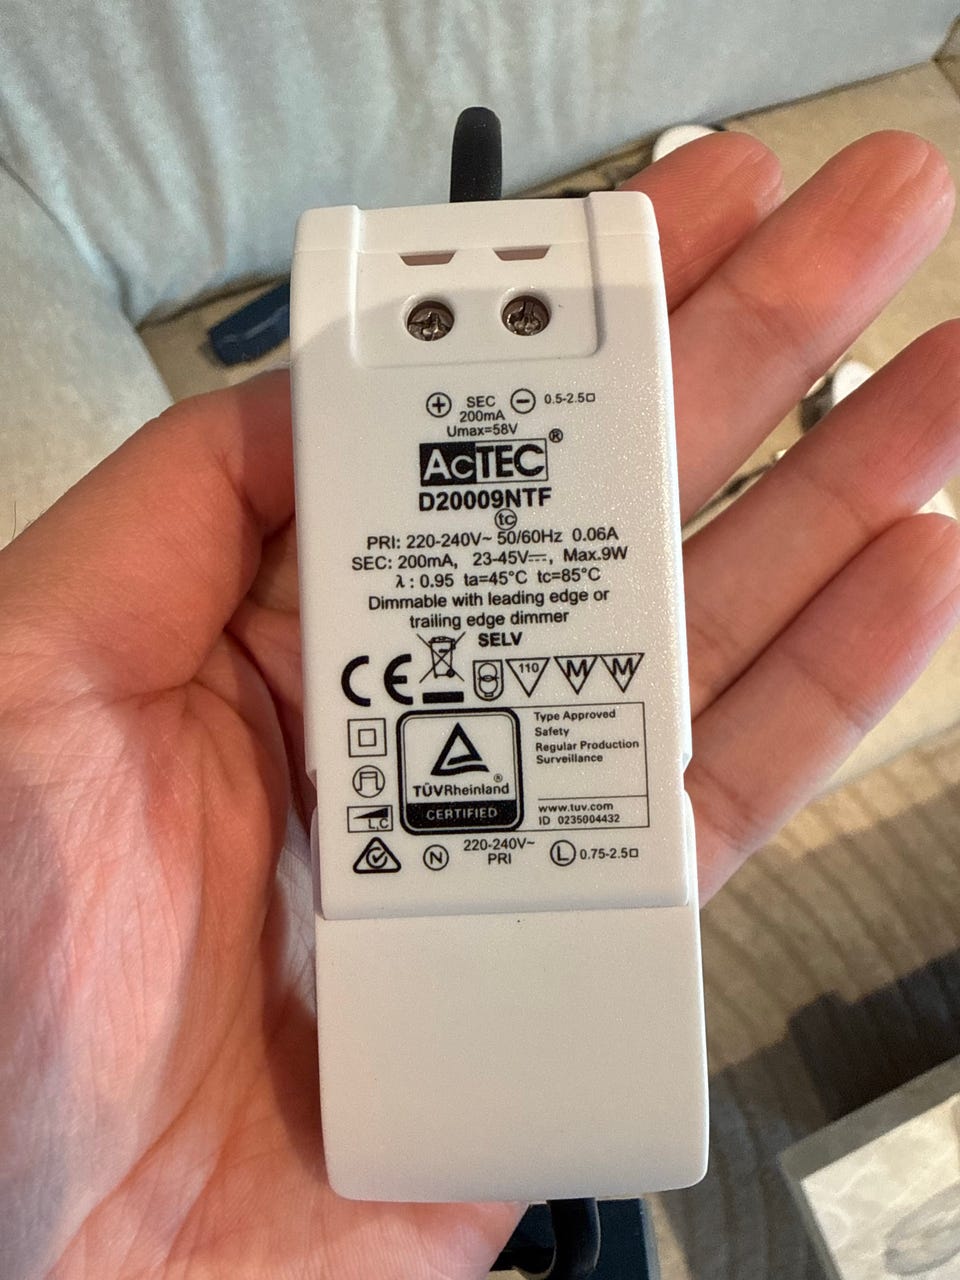 + SEC - 0.5-2.5□
200mA
Umax=58V
AcTEC®
D20009NTF
tc
PRI: 220-240V~ 50/60Hz 0.06A
SEC: 200mA, 23-45V⎓, Max.9W
λ : 0.95 ta=45°C tc=85°C
Dimmable with leading edge or
trailing edge dimmer
SELV
CE 110 M M
Type Approved
Safety
Regular Production
Surveillance
TÜVRheinland®
CERTIFIED
www.tuv.com
ID 0235004432
L,C
N 220-240V~ L 0.75-2.5□
PRI